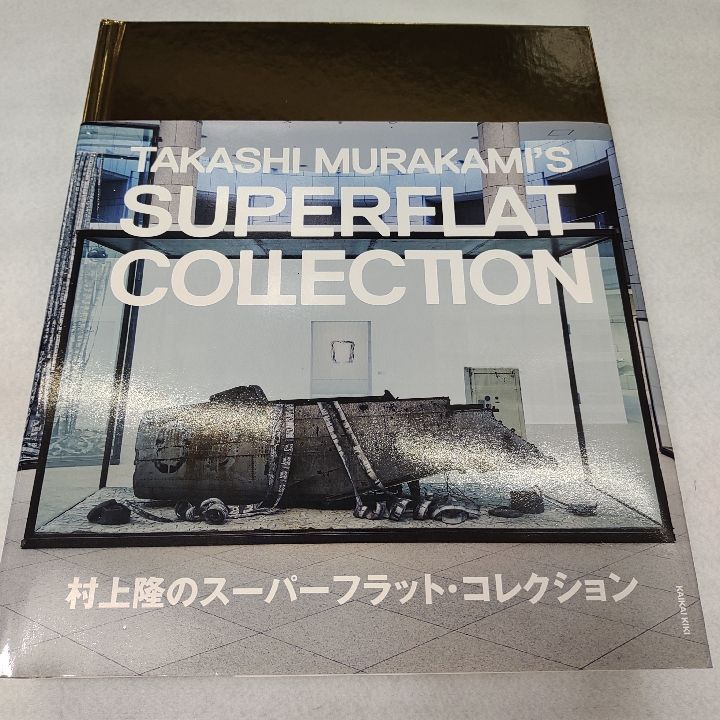 TAKASHI MURAKAMI'S
SUPERFLAT
COLLECTION
村上隆のスーパーフラット・コレクション
KAIKAI KIKI